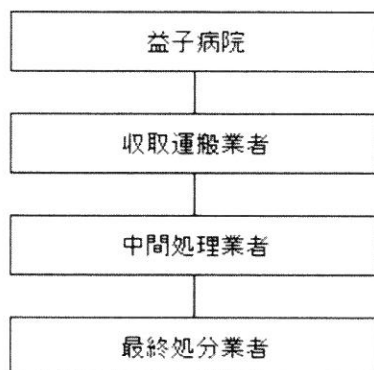 益子病院
収取運搬業者
中間処理業者
最終処分業者